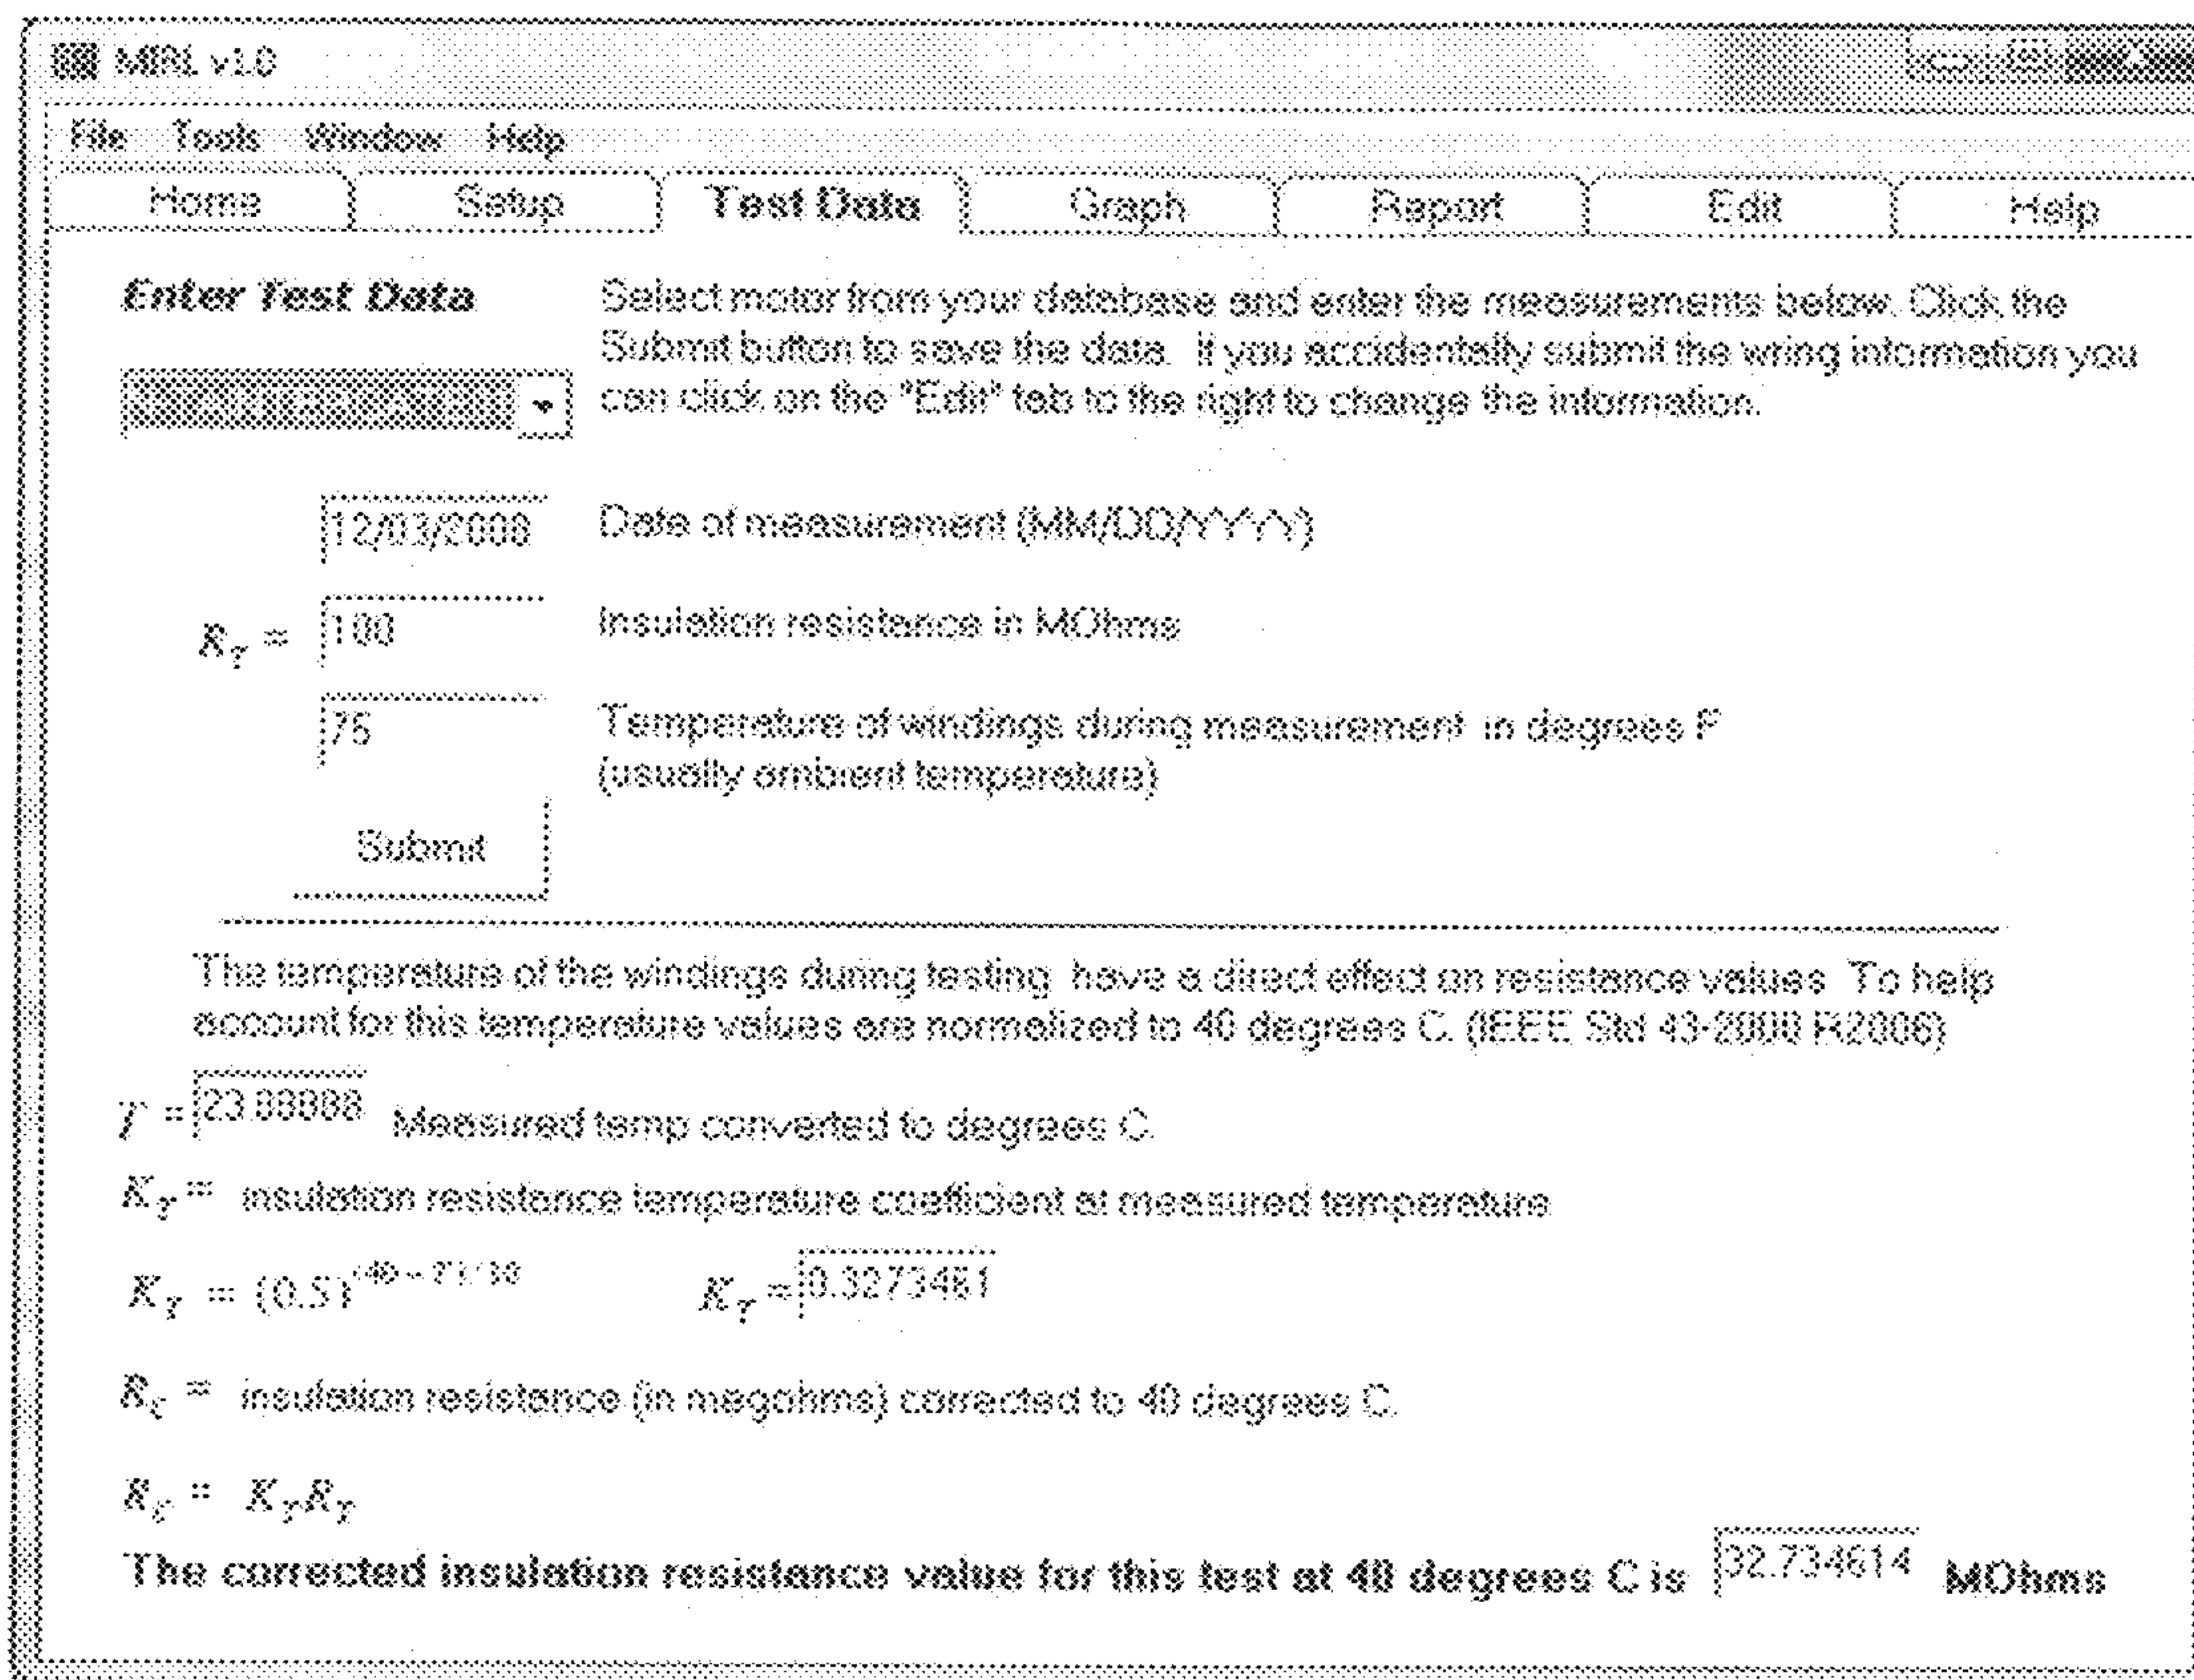 MIRL v1.0
File Tools Window Help
Home Setup Test Data Graph Report Edit Help
Enter Test Data
Select motor from your database and enter the measurements below. Click the
Submit button to save the data. If you accidentally submit the wring information you
can click on the "Edit" tab to the right to change the information.
12/03/2008 Date of measurement (MM/DD/YYYY)
R_T = 100 Insulation resistance in MOhms
75 Temperature of windings during measurement in degrees F
(usually ambient temperature)
Submit
The temperature of the windings during testing have a direct effect on resistance values To help
account for this temperature values are normalized to 40 degrees C. (IEEE Std 43-2000 R2006)
T = 23.88888 Measured temp converted to degrees C.
K_T = insulation resistance temperature coefficient at measured temperature
K_T = (0.5)^(40 - T)/10 K_T = 0.3273461
R_C = insulation resistance (in megohms) corrected to 40 degrees C.
R_C = K_T R_T
The corrected insulation resistance value for this test at 40 degrees C is 32.734614 MOhms